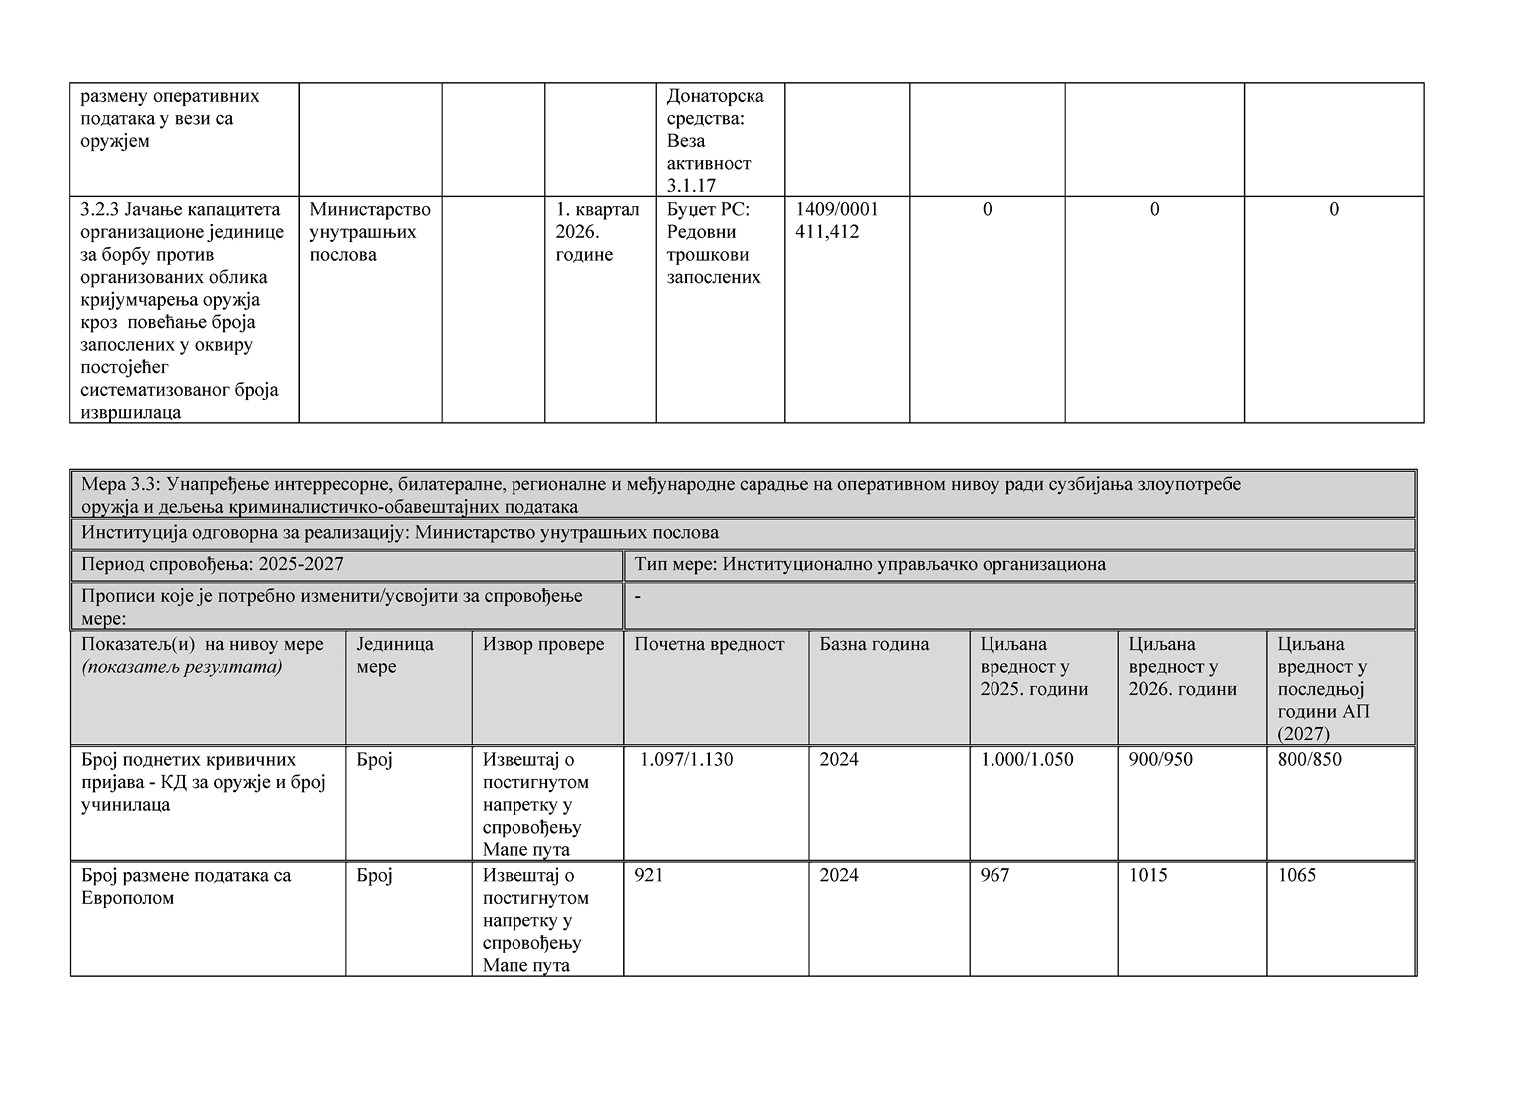 размену оперативних
података у вези са
оружјем
Донаторска
средства:
Веза
активност
3.1.17
3.2.3 Јачање капацитета
организационе јединице
за борбу против
организованих облика
кријумчарења оружја
кроз  повећање броја
запослених у оквиру
постојећег
систематизованог броја
извршилаца
Министарство
унутрашњих
послова
1. квартал
2026.
године
Буџет РС:
Редовни
трошкови
запослених
1409/0001
411,412
0
0
0
Мера 3.3: Унапређење интерресорне, билатералне, регионалне и међународне сарадње на оперативном нивоу ради сузбијања злоупотребе
оружја и дељења криминалистичко-обавештајних података
Институција одговорна за реализацију: Министарство унутрашњих послова
Период спровођења: 2025-2027
Тип мере: Институционално управљачко организациона
Прописи које је потребно изменити/усвојити за спровођење
мере:
-
Показатељ(и)  на нивоу мере
(показатељ резултата)
Јединица
мере
Извор провере
Почетна вредност
Базна година
Циљана
вредност у
2025. години
Циљана
вредност у
2026. години
Циљана
вредност у
последњој
години АП
(2027)
Број поднетих кривичних
пријава - КД за оружје и број
учинилаца
Број
Извештај о
постигнутом
напретку у
спровођењу
Мапе пута
1.097/1.130
2024
1.000/1.050
900/950
800/850
Број размене података са
Европолом
Број
Извештај о
постигнутом
напретку у
спровођењу
Мапе пута
921
2024
967
1015
1065